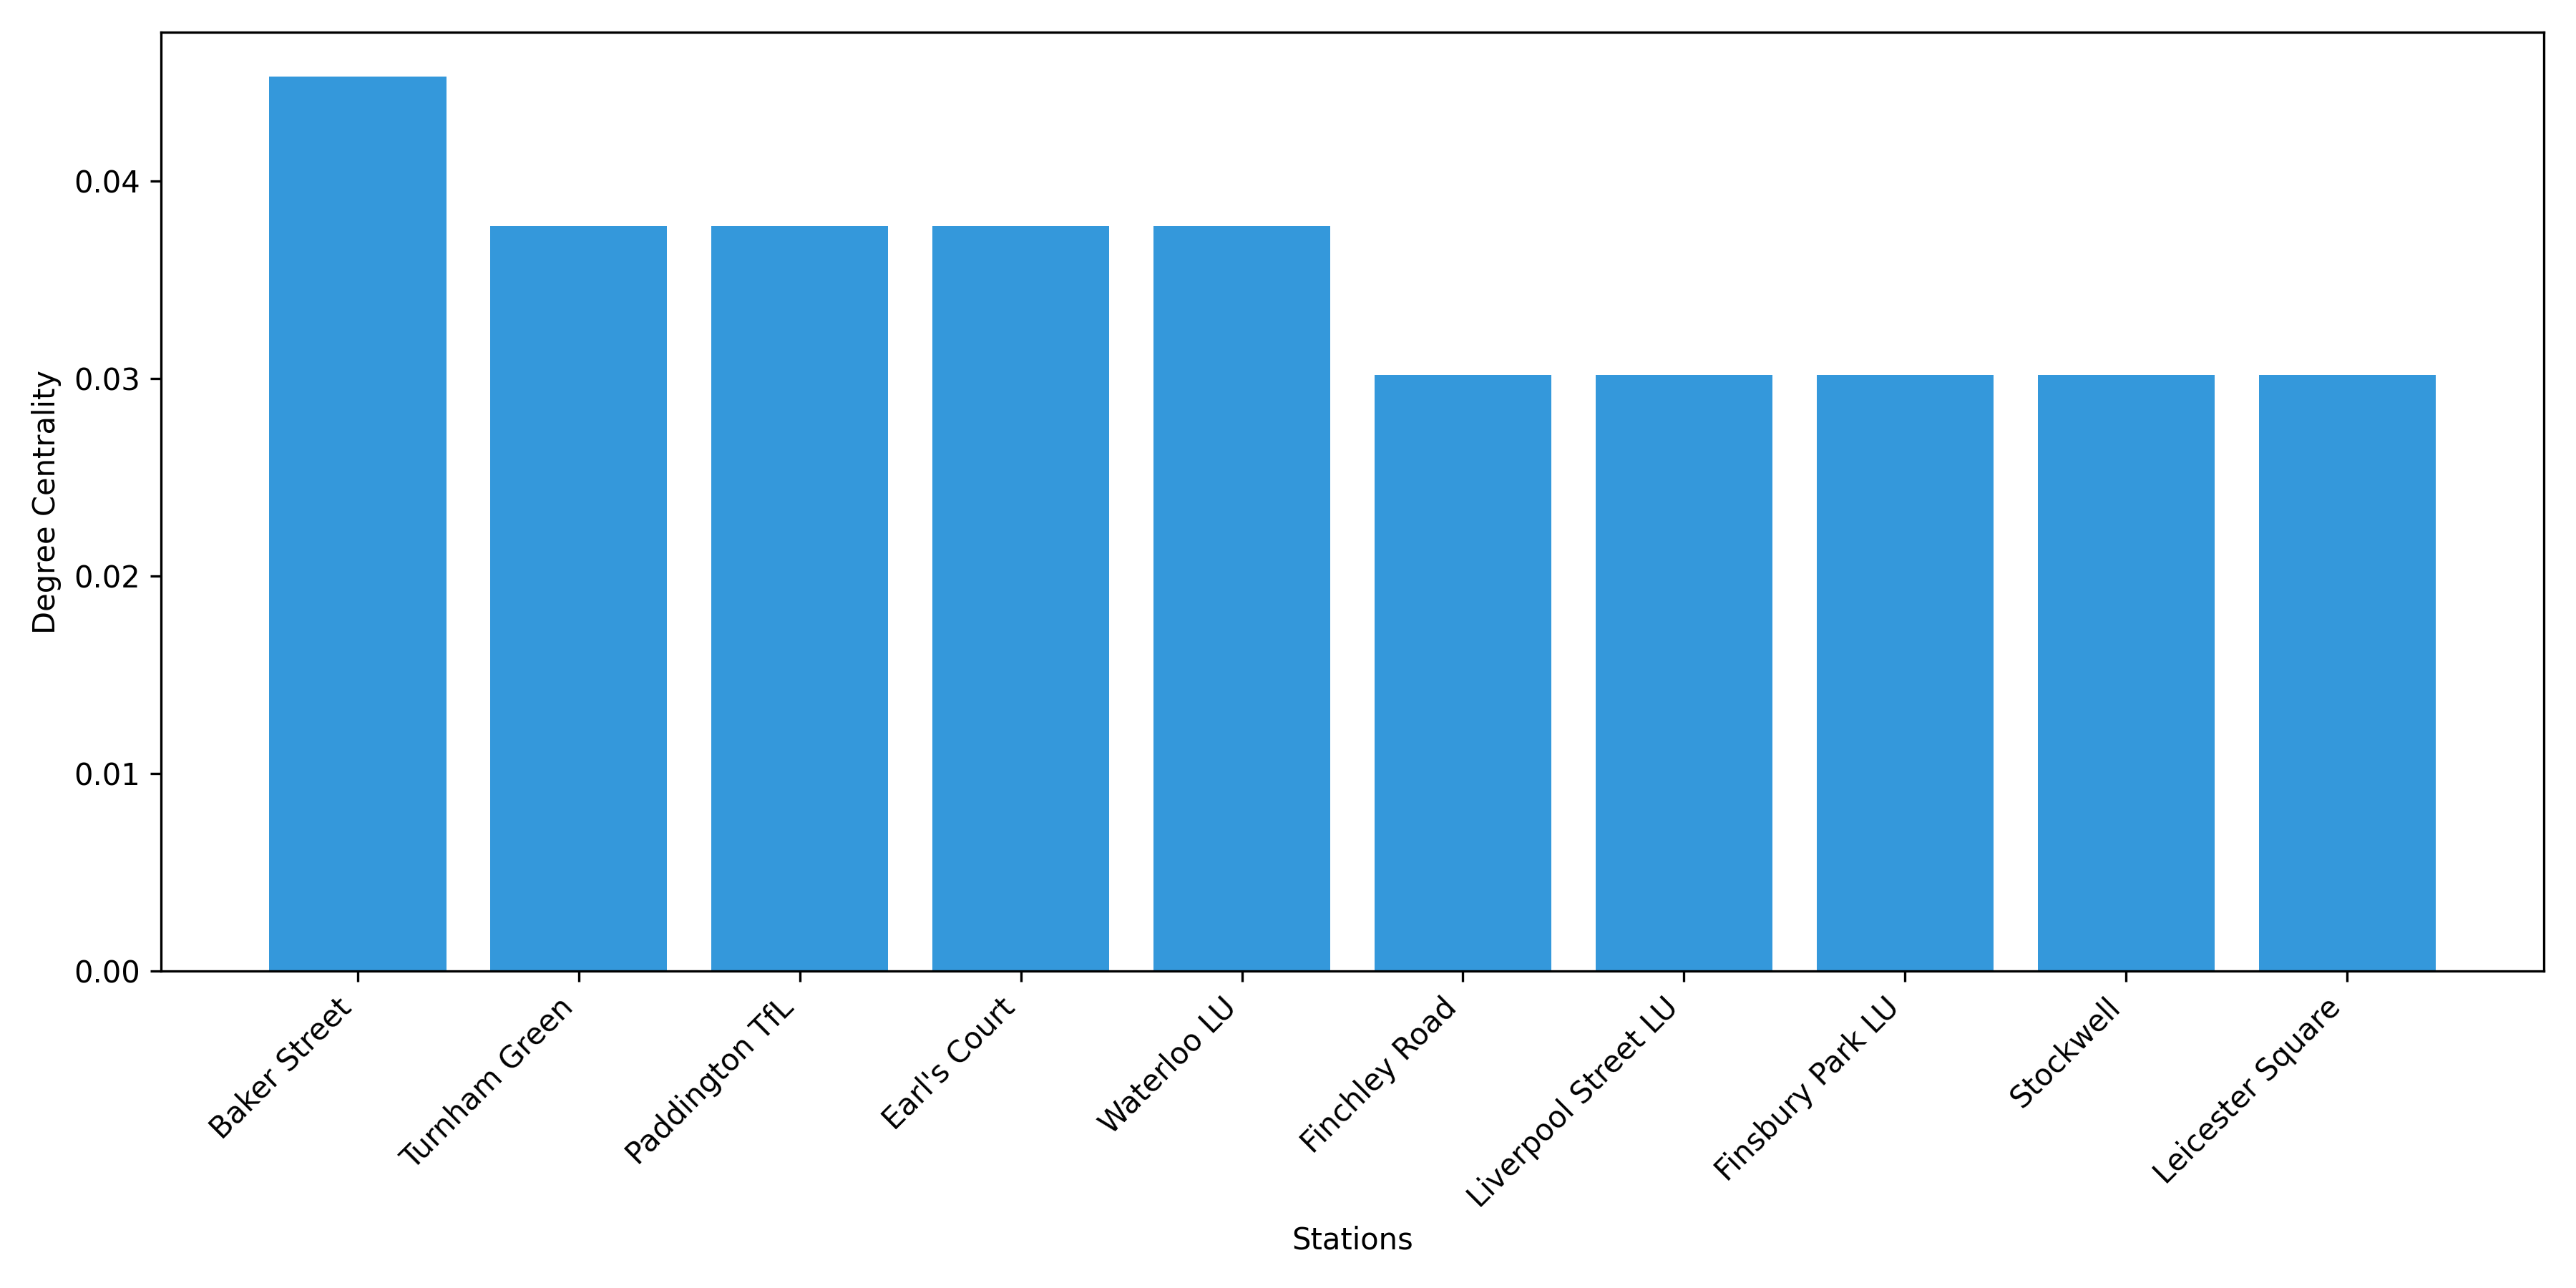 Degree Centrality
0.04
0.03
0.02
0.01
0.00
Baker Street
Turnham Green
Paddington TfL
Earl's Court
Waterloo LU
Finchley Road
Liverpool Street LU
Finsbury Park LU
Stockwell
Leicester Square
Stations